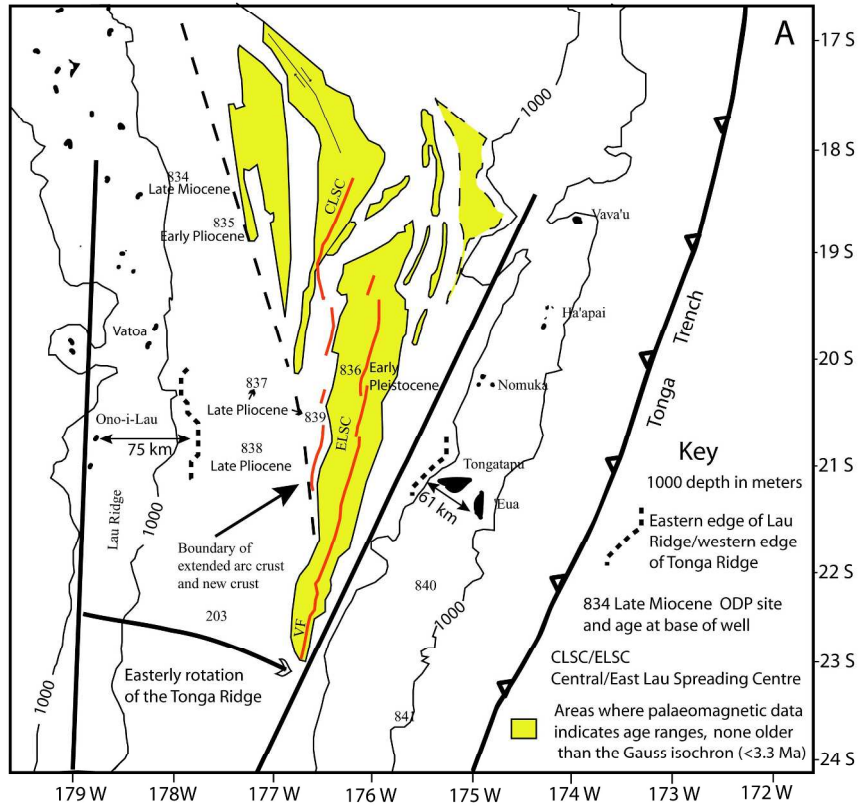 A
17 S
18 S
19 S
20 S
21 S
22 S
23 S
24 S
179 W
178 W
177 W
176 W
175 W
174 W
173 W
172 W
834
Late Miocene
835
Early Pliocene
CLSC
1000
Vava'u
Ha'apai
Vatoa
836
Early
Pleistocene
Nomuka
Tonga Trench
837
Late Pliocene
839
Ono-i-Lau
75 km
838
Late Pliocene
ELSC
Tongatapu
61 km
'Eua
Lau Ridge
1000
Boundary of
extended arc crust
and new crust
203
VF
840
1000
841
1000
Easterly rotation
of the Tonga Ridge
Key
1000 depth in meters
Eastern edge of Lau
Ridge/western edge
of Tonga Ridge
834 Late Miocene ODP site
and age at base of well
CLSC/ELSC
Central/East Lau Spreading Centre
Areas where palaeomagnetic data
indicates age ranges, none older
than the Gauss isochron (<3.3 Ma)